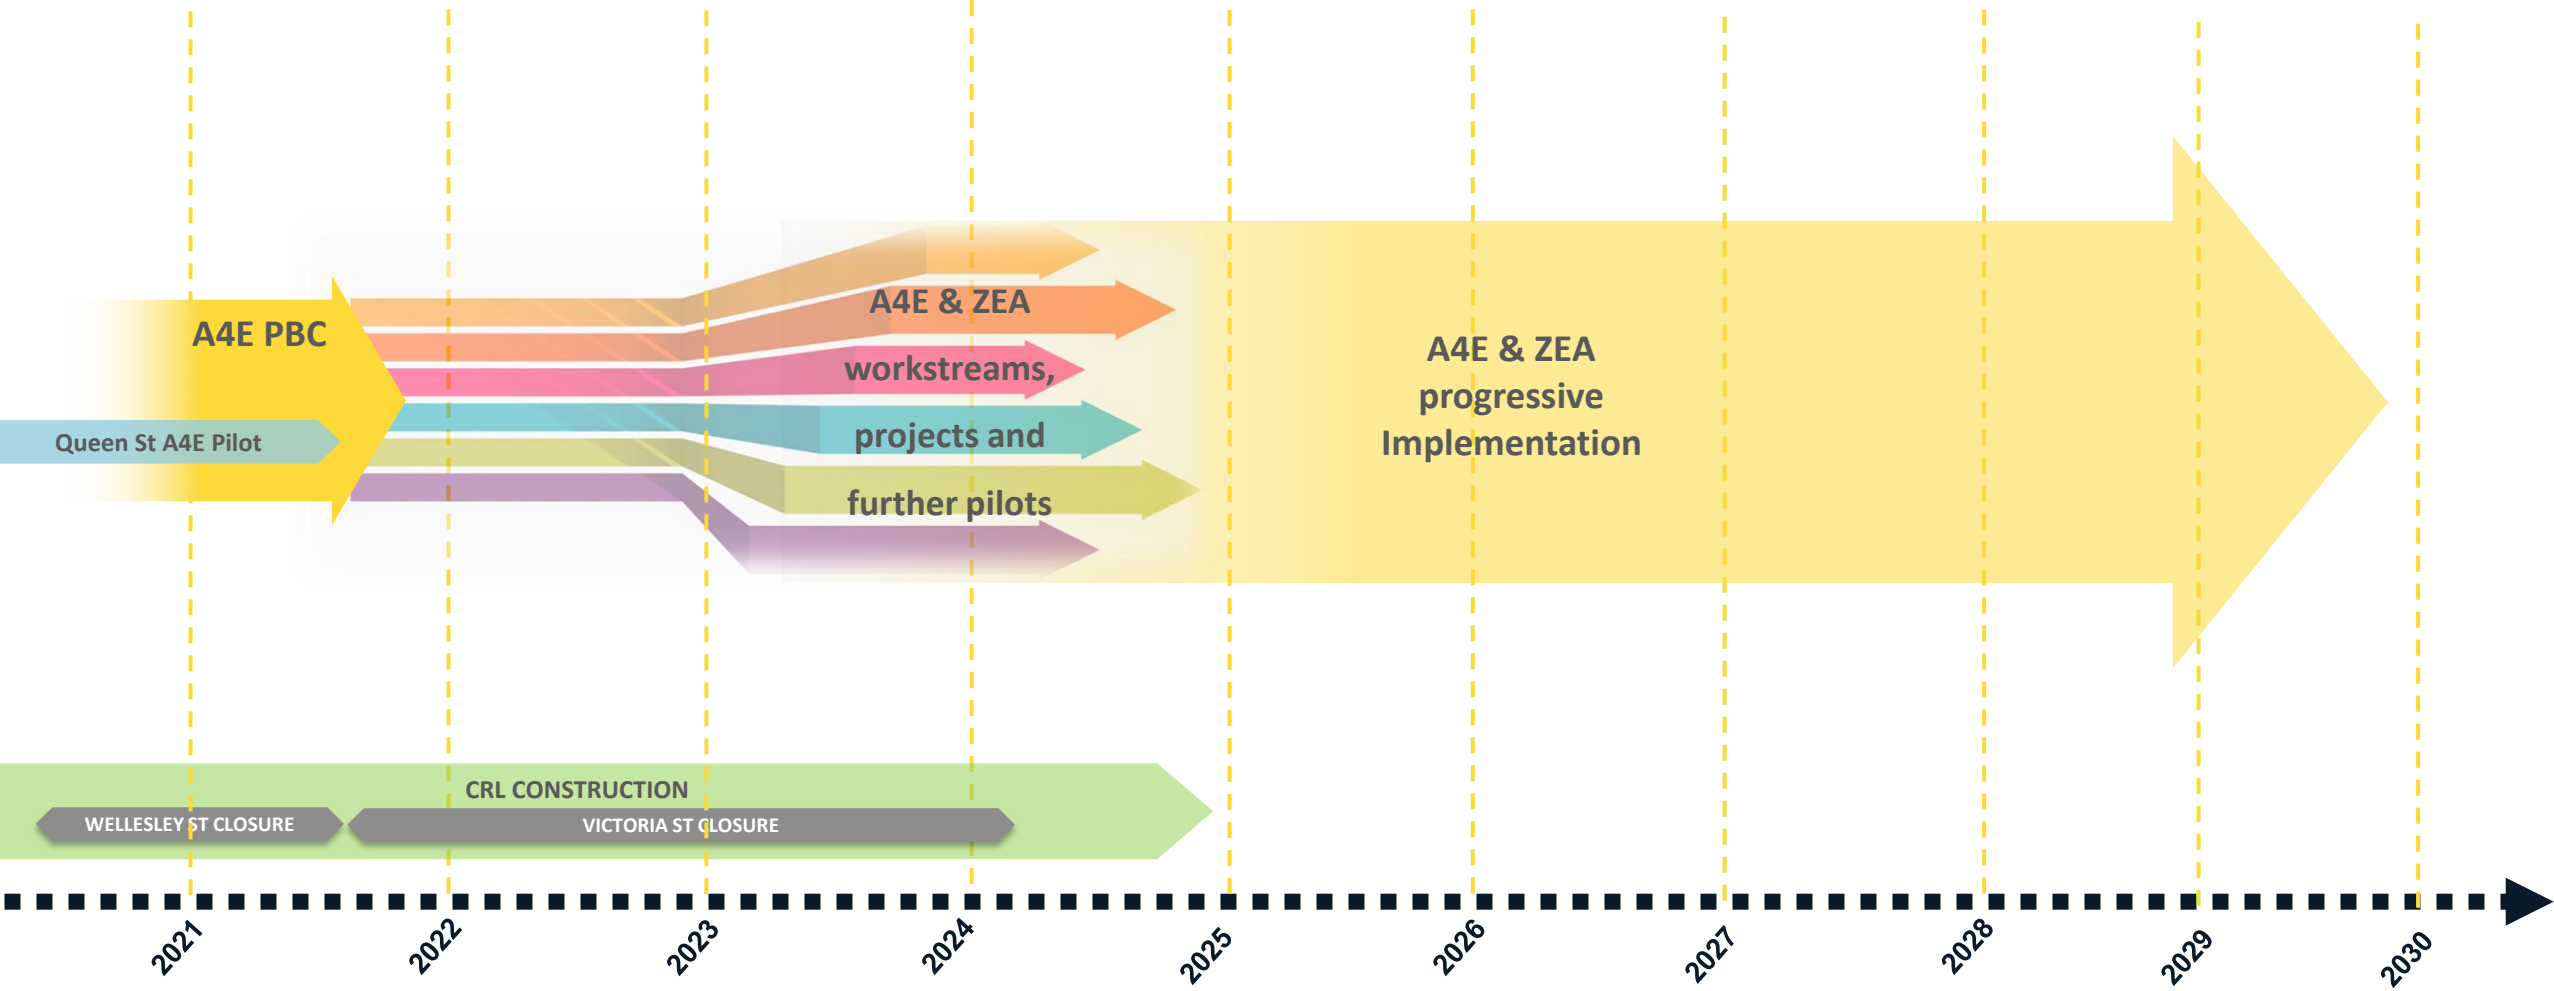 A4E PBC
Queen St A4E Pilot
A4E & ZEA
workstreams,
projects and
further pilots
A4E & ZEA
progressive
Implementation
CRL CONSTRUCTION
WELLESLEY ST CLOSURE
VICTORIA ST CLOSURE
2021
2022
2023
2024
2025
2026
2027
2028
2029
2030